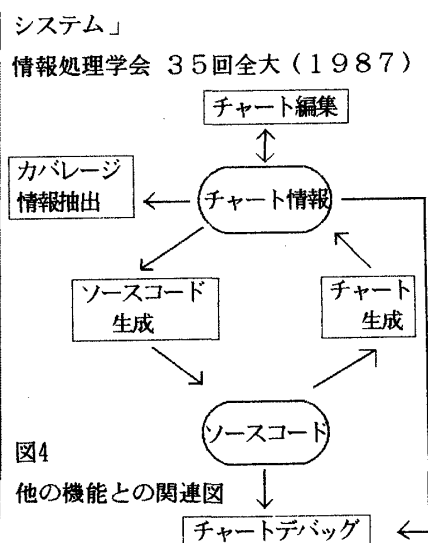 システム」
情報処理学会 35回全大(1987)
チャート編集
カバレージ
情報抽出
チャート情報
ソースコード
生成
チャート
生成
ソースコード
図4
他の機能との関連図
チャートデバッグ